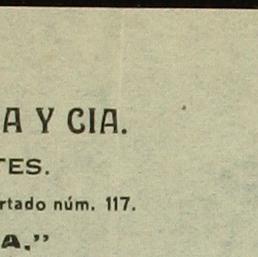 A Y CIA.
TES.
rtado núm. 117.
A."